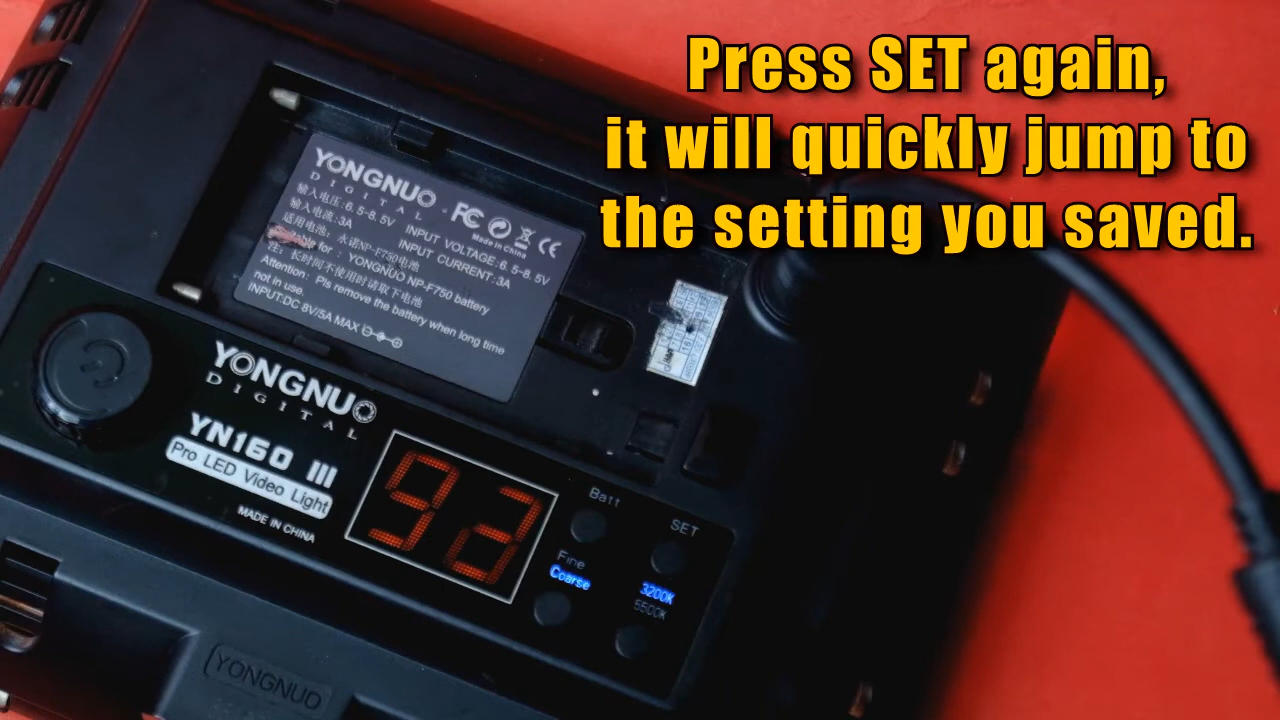 Press SET again,
it will quickly jump to
the setting you saved.
YONGNUO
DIGITAL
FC CE
Made in China
输入电压:6.5-8.5V INPUT VOLTAGE:6.5-8.5V
输入电流:3A INPUT CURRENT:3A
适用电池: 永诺NP-F750电池
for : YONGNUO NP-F750 battery
注: 长时间不使用时请取下电池
Attention: Pls remove the battery when long time
not in use.
INPUT:DC 8V/5A MAX
YONGNUO
DIGITAL
YN160 III
Pro LED Video Light
MADE IN CHINA
92
Batt
SET
Fine
Coarse
3200K
5500K
YONGNUO